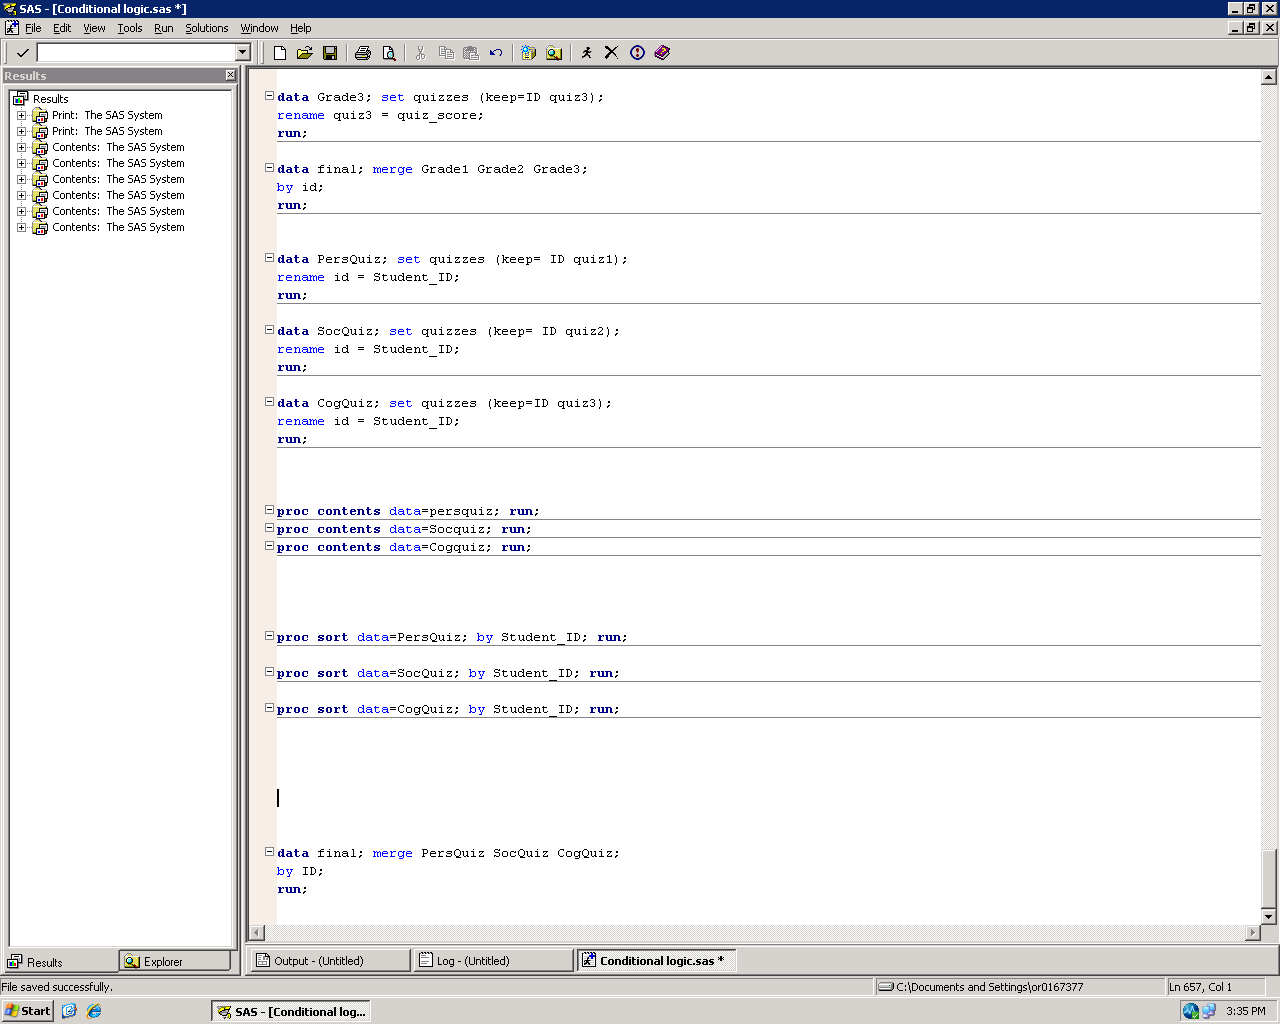 SAS - [Conditional logic.sas *]
File Edit View Tools Run Solutions Window Help
Results
Results
Print: The SAS System
Print: The SAS System
Contents: The SAS System
Contents: The SAS System
Contents: The SAS System
Contents: The SAS System
Contents: The SAS System
Contents: The SAS System
data Grade3; set quizzes (keep=ID quiz3);
rename quiz3 = quiz_score;
run;
data final; merge Grade1 Grade2 Grade3;
by id;
run;
data PersQuiz; set quizzes (keep= ID quiz1);
rename id = Student_ID;
run;
data SocQuiz; set quizzes (keep= ID quiz2);
rename id = Student_ID;
run;
data CogQuiz; set quizzes (keep=ID quiz3);
rename id = Student_ID;
run;
proc contents data=persquiz; run;
proc contents data=Socquiz; run;
proc contents data=Cogquiz; run;
proc sort data=PersQuiz; by Student_ID; run;
proc sort data=SocQuiz; by Student_ID; run;
proc sort data=CogQuiz; by Student_ID; run;
data final; merge PersQuiz SocQuiz CogQuiz;
by ID;
run;
Results Explorer
Output - (Untitled) Log - (Untitled) Conditional logic.sas *
File saved successfully. C:\Documents and Settings\or0167377 Ln 657, Col 1
Start SAS - [Conditional log... 3:35 PM